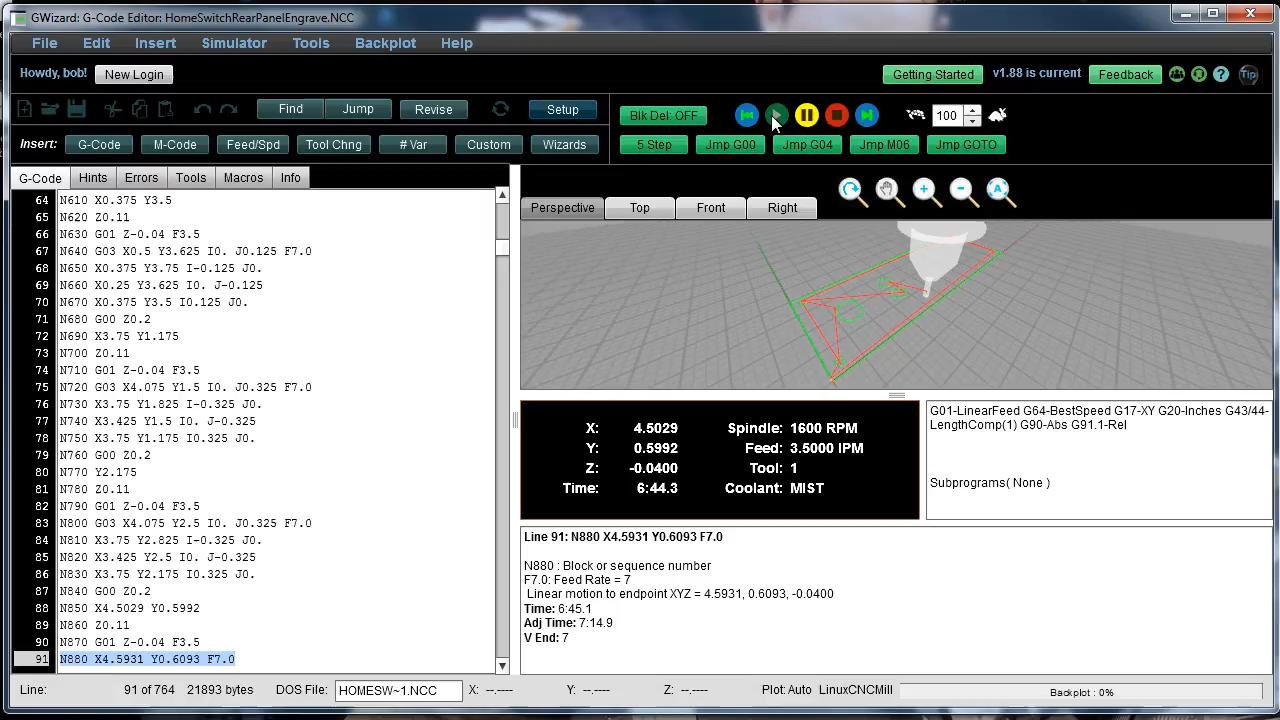 GWizard: G-Code Editor: HomeSwitchRearPanelEngrave.NCC
File Edit Insert Simulator Tools Backplot Help
Howdy, bob! New Login Getting Started v1.88 is current Feedback ? Tip
Find Jump Revise Setup Blk Del: OFF 100
Insert: G-Code M-Code Feed/Spd Tool Chng # Var Custom Wizards 5 Step Jmp G00 Jmp G04 Jmp M06 Jmp GOTO
G-Code Hints Errors Tools Macros Info
Perspective Top Front Right
64 N610 X0.375 Y3.5
65 N620 Z0.11
66 N630 G01 Z-0.04 F3.5
67 N640 G03 X0.5 Y3.625 I0. J0.125 F7.0
68 N650 X0.375 Y3.75 I-0.125 J0.
69 N660 X0.25 Y3.625 I0. J-0.125
70 N670 X0.375 Y3.5 I0.125 J0.
71 N680 G00 Z0.2
72 N690 X3.75 Y1.175
73 N700 Z0.11
74 N710 G01 Z-0.04 F3.5
75 N720 G03 X4.075 Y1.5 I0. J0.325 F7.0
76 N730 X3.75 Y1.825 I-0.325 J0.
77 N740 X3.425 Y1.5 I0. J-0.325
78 N750 X3.75 Y1.175 I0.325 J0.
79 N760 G00 Z0.2
80 N770 Y2.175
81 N780 Z0.11
82 N790 G01 Z-0.04 F3.5
83 N800 G03 X4.075 Y2.5 I0. J0.325 F7.0
84 N810 X3.75 Y2.825 I-0.325 J0.
85 N820 X3.425 Y2.5 I0. J-0.325
86 N830 X3.75 Y2.175 I0.325 J0.
87 N840 G00 Z0.2
88 N850 X4.5029 Y0.5992
89 N860 Z0.11
90 N870 G01 Z-0.04 F3.5
91 N880 X4.5931 Y0.6093 F7.0
X: 4.5029 Spindle: 1600 RPM
Y: 0.5992 Feed: 3.5000 IPM
Z: -0.0400 Tool: 1
Time: 6:44.3 Coolant: MIST
G01-LinearFeed G64-BestSpeed G17-XY G20-Inches G43/44-
LengthComp(1) G90-Abs G91.1-Rel
Subprograms( None )
Line 91: N880 X4.5931 Y0.6093 F7.0
N880 : Block or sequence number
F7.0: Feed Rate = 7
Linear motion to endpoint XYZ = 4.5931, 0.6093, -0.0400
Time: 6:45.1
Adj Time: 7:14.9
V End: 7
Line: 91 of 764 21893 bytes DOS File: HOMESW~1.NCC X: --.---- Y: --.---- Z: --.---- Plot: Auto LinuxCNCMill Backplot : 0%